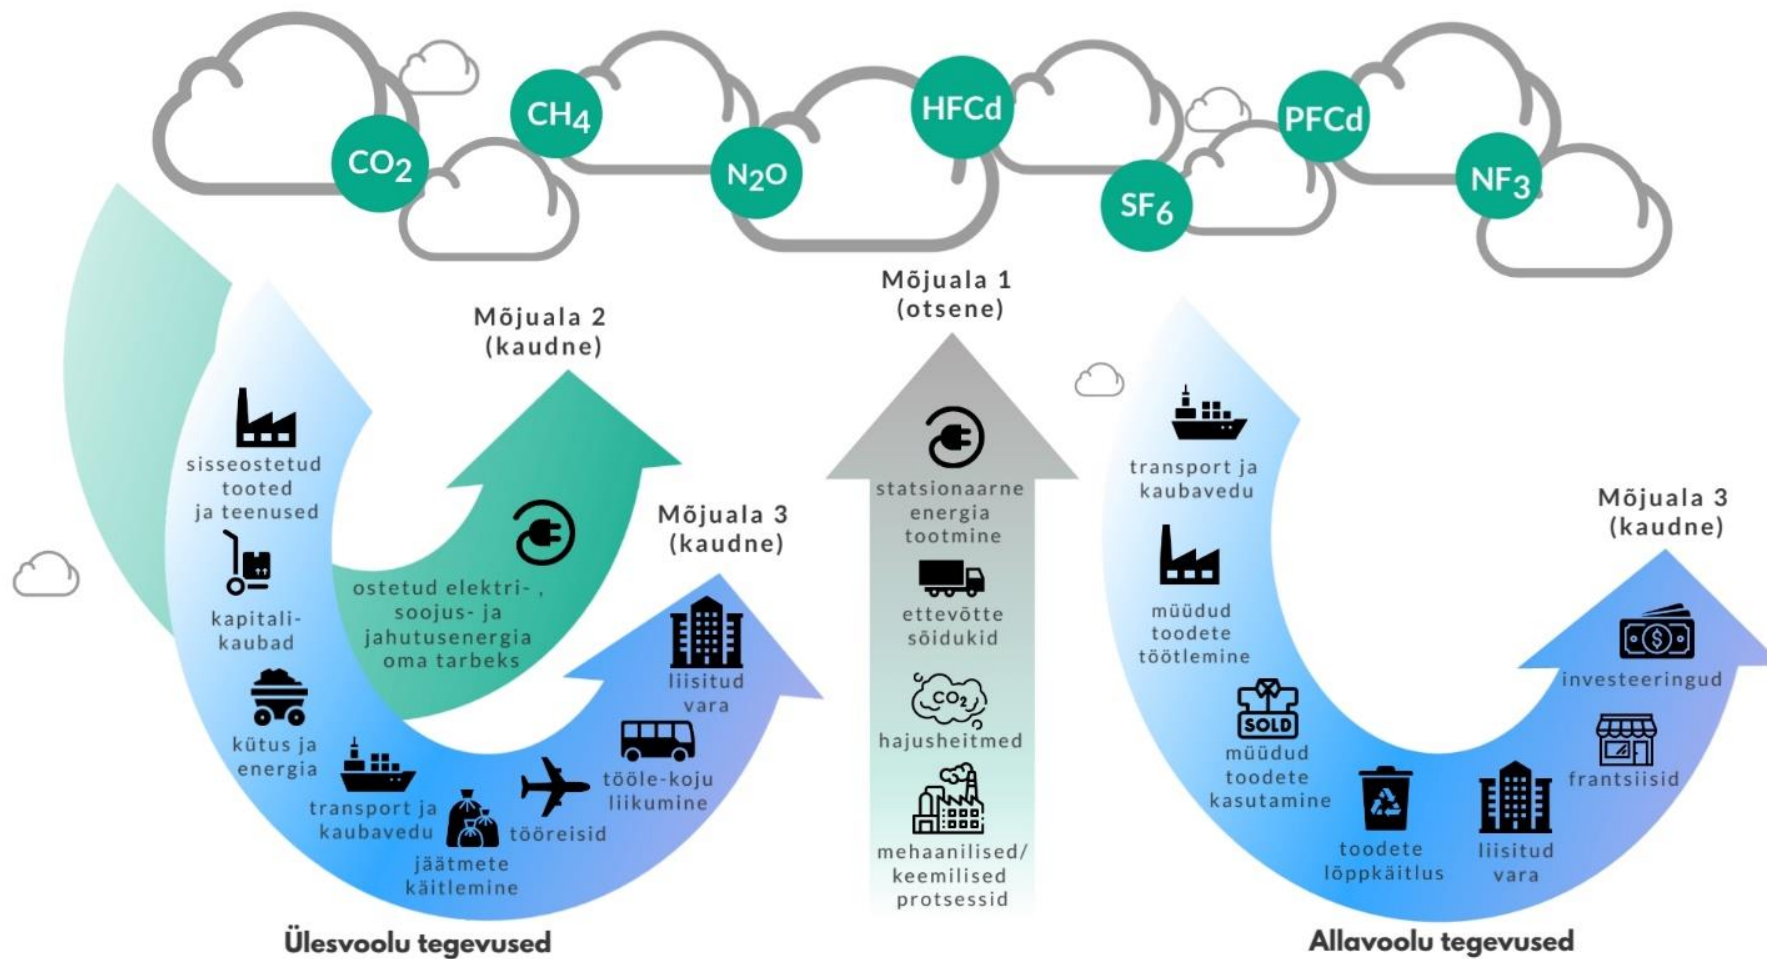 CO2
CH4
N2O
HFCd
SF6
PFCd
NF3
Mõjuala 2
(kaudne)
Mõjuala 1
(otsene)
Mõjuala 3
(kaudne)
Mõjuala 3
(kaudne)
sisseostetud
tooted
ja teenused
kapitali-
kaubad
kütus ja
energia
transport ja
kaubavedu
jäätmete
käitlemine
tööreisid
tööle-koju
liikumine
liisitud
vara
ostetud elektri- ,
soojus- ja
jahutusenergia
oma tarbeks
statsionaarne
energia
tootmine
ettevõtte
sõidukid
CO2
hajusheitmed
mehaanilised/
keemilised
protsessid
transport ja
kaubavedu
müüdud
toodete
töötlemine
SOLD
müüdud
toodete
kasutamine
toodete
lõppkäitlus
liisitud
vara
frantsiisid
$
investeeringud
Ülesvoolu tegevused
Allavoolu tegevused